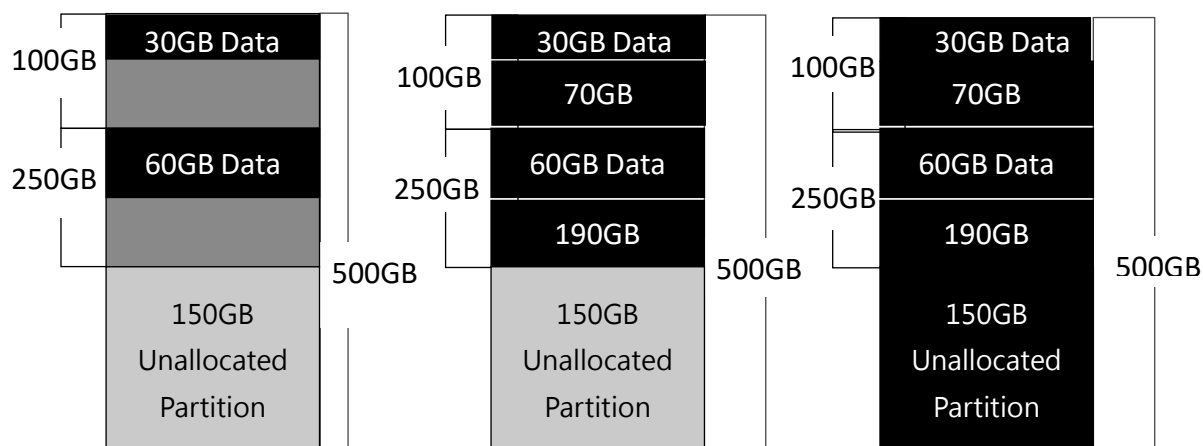 30GB Data
100GB
60GB Data
250GB
500GB
150GB
Unallocated
Partition
30GB Data
100GB
70GB
60GB Data
250GB
190GB
500GB
150GB
Unallocated
Partition
30GB Data
100GB
70GB
60GB Data
250GB
190GB
500GB
150GB
Unallocated
Partition